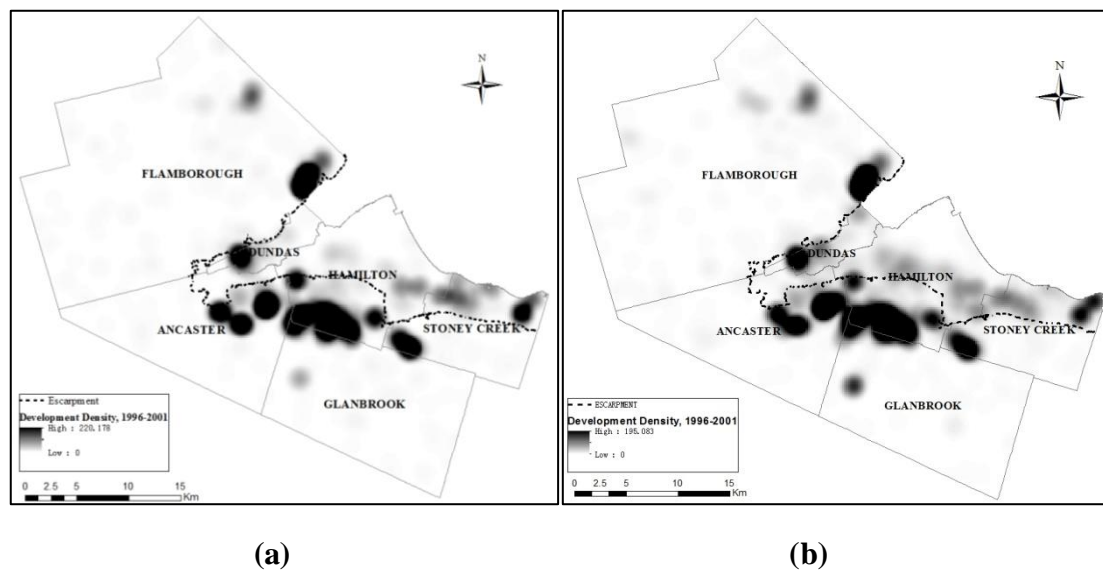 N
FLAMBOROUGH
DUNDAS
HAMILTON
ANCASTER
STONEY CREEK
GLANBROOK
Escarpment
Development Density, 1996-2001
High : 220.178
Low : 0
0 2.5 5 10 15
Km
(a)
N
FLAMBOROUGH
DUNDAS
HAMILTON
ANCASTER
STONEY CREEK
GLANBROOK
ESCARPMENT
Development Density, 1996-2001
High : 195.083
Low : 0
0 2.5 5 10 15
Km
(b)